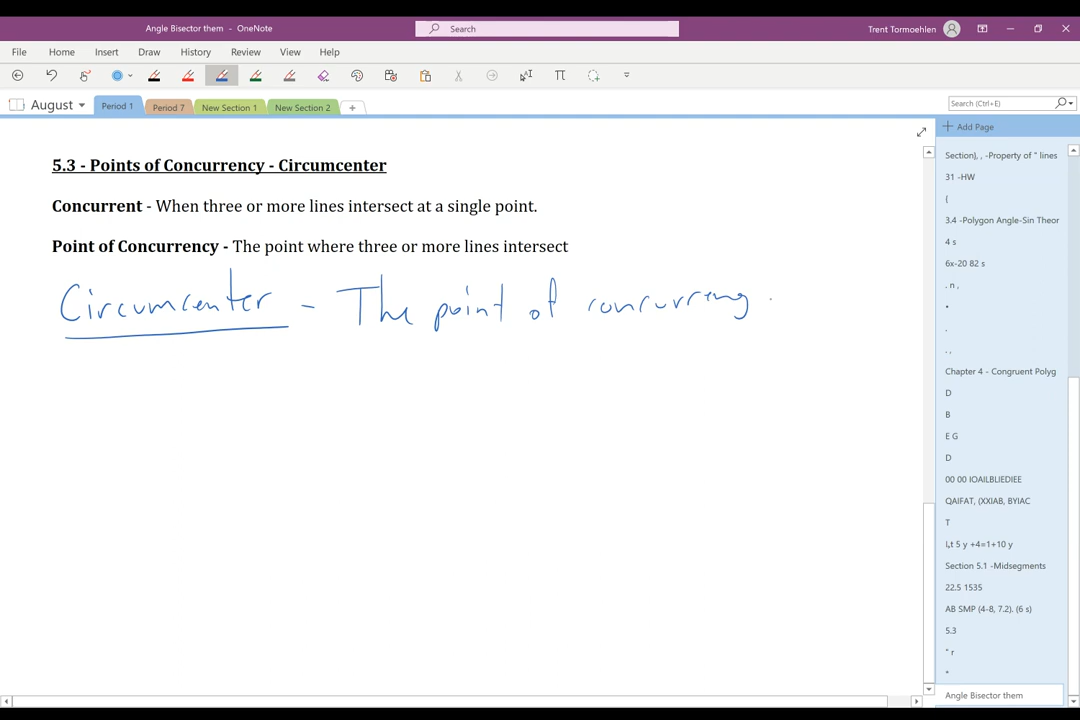 Angle Bisector them - OneNote
Search
Trent Tormoehlen
File Home Insert Draw History Review View Help
August
Period 1
Period 7
New Section 1
New Section 2
Search (Ctrl+E)
Add Page
5.3 - Points of Concurrency - Circumcenter
Concurrent - When three or more lines intersect at a single point.
Point of Concurrency - The point where three or more lines intersect
Circumcenter - The point of concurrency
Section}, , -Property of " lines
31 -HW
{
3.4 -Polygon Angle-Sin Theor
4 s
6x-20 82 s
. n ,
*
.
. ,
Chapter 4 - Congruent Polyg
D
B
E G
D
00 00 IOAILBLIEDIEE
QAIFAT, (XXIAB, BYIAC
T
l,t 5 y +4=1+10 y
Section 5.1 -Midsegments
22.5 1535
AB SMP (4-8, 7.2). (6 s)
5.3
" r
*
Angle Bisector them